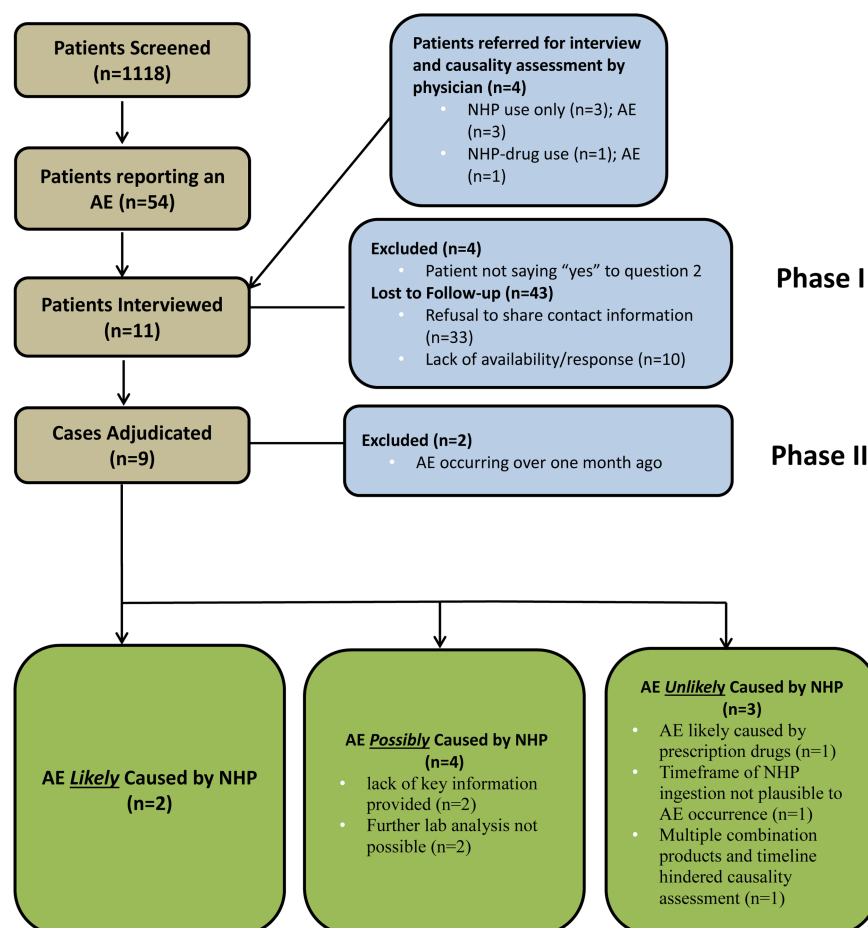 Patients Screened
(n=1118)
Patients referred for interview
and causality assessment by
physician (n=4)
• NHP use only (n=3); AE
(n=3)
• NHP-drug use (n=1); AE
(n=1)
Patients reporting an
AE (n=54)
Patients Interviewed
(n=11)
Excluded (n=4)
• Patient not saying “yes” to question 2
Lost to Follow-up (n=43)
• Refusal to share contact information
(n=33)
• Lack of availability/response (n=10)
Phase I
Cases Adjudicated
(n=9)
Excluded (n=2)
• AE occurring over one month ago
Phase II
AE Likely Caused by NHP
(n=2)
AE Possibly Caused by NHP
(n=4)
• lack of key information
provided (n=2)
• Further lab analysis not
possible (n=2)
AE Unlikely Caused by NHP
(n=3)
• AE likely caused by
prescription drugs (n=1)
• Timeframe of NHP
ingestion not plausible to
AE occurrence (n=1)
• Multiple combination
products and timeline
hindered causality
assessment (n=1)